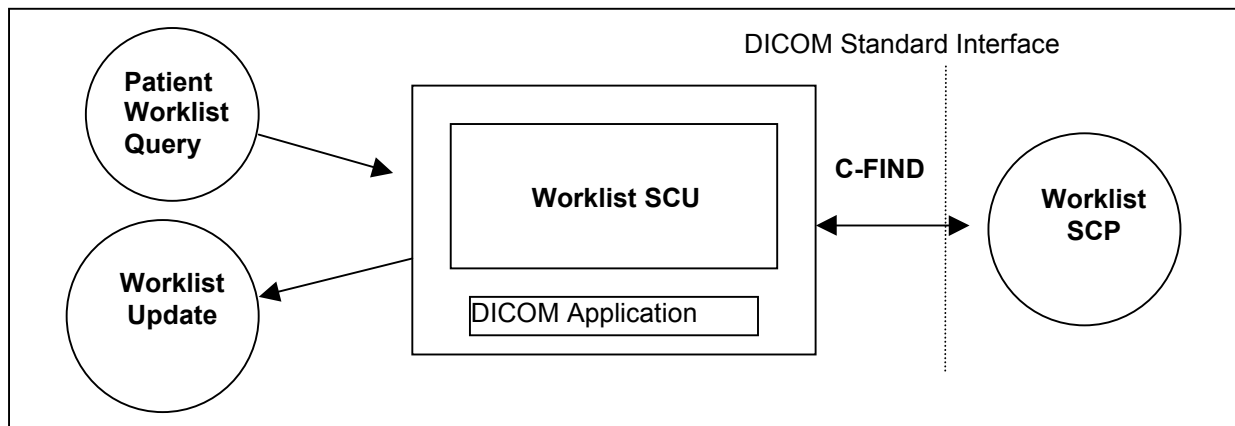 DICOM Standard Interface
Patient
Worklist
Query
C-FIND
Worklist SCU
Worklist
SCP
Worklist
Update
DICOM Application